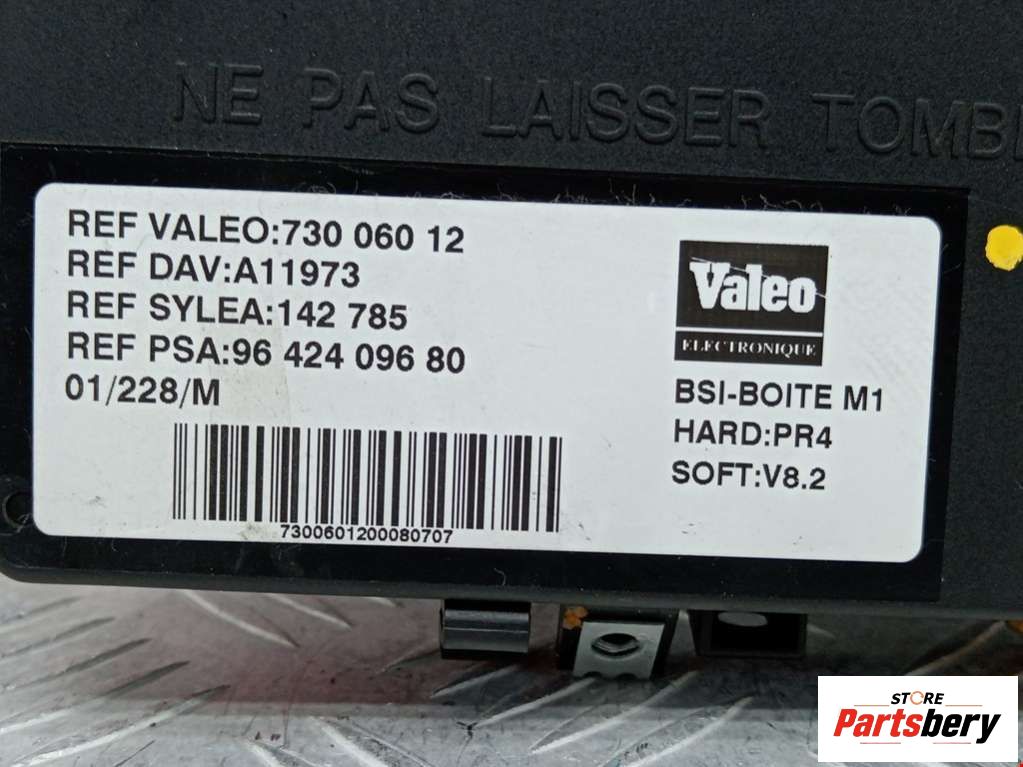 NE PAS LAISSER TOMB
REF VALEO:730 060 12
REF DAV:A11973
REF SYLEA:142 785
REF PSA:96 424 096 80
01/228/M
7300601200080707
Valeo
ELECTRONIQUE
BSI-BOITE M1
HARD:PR4
SOFT:V8.2
STORE
Partsbery